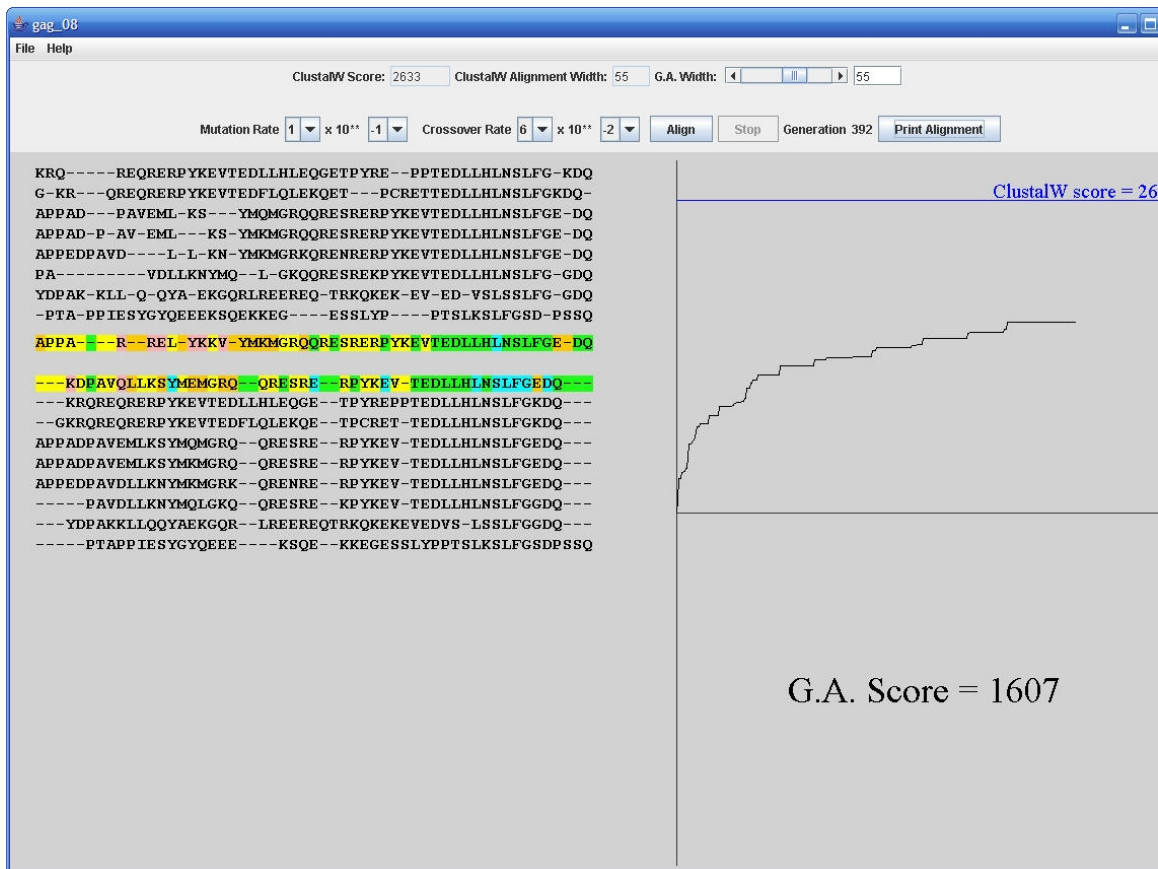 gag_08
File Help
ClustalW Score: 2633 ClustalW Alignment Width: 55 G.A. Width: 55
Mutation Rate 1 x 10** -1 Crossover Rate 6 x 10** -2 Align Stop Generation 392 Print Alignment
KRQ-----REQRERPYKEVTEDLLHLEQGETPYRE--PPTEDLLHLNSLFG-KDQ
G-KR---QREQRERPYKEVTEDFLQLEKQET---PCRETTEDLLHLNSLFGKDQ-
APPAD---PAVEML-KS---YMQMGRQQRESRERPYKEVTEDLLHLNSLFGE-DQ
APPAD-P-AV-EML---KS-YMKMGRQQRESRERPYKEVTEDLLHLNSLFGE-DQ
APPEDPAVD----L-L-KN-YMKMGRKQRENRERPYKEVTEDLLHLNSLFGE-DQ
PA---------VDLLKNYMQ--L-GKQQRESREKPYKEVTEDLLHLNSLFG-GDQ
YDPAK-KLL-Q-QYA-EKGQRLREEREQ-TRKQKEK-EV-ED-VSLSSLFG-GDQ
-PTA-PPIESYGYQEEEKSQEKKEG----ESSLYP----PTSLKSLFGSD-PSSQ
APPA----R--REL-YKKV-YMKMGRQQRESRERPYKEVTEDLLHLNSLFGE-DQ
---KDPAVQLLKSYMEMGRQ--QRESRE--RPYKEV-TEDLLHLNSLFGEDQ---
---KRQREQRERPYKEVTEDLLHLEQGE--TPYREPPTEDLLHLNSLFGKDQ---
--GKRQREQRERPYKEVTEDFLQLEKQE--TPCRET-TEDLLHLNSLFGKDQ---
APPADPAVEMLKSYMQMGRQ--QRESRE--RPYKEV-TEDLLHLNSLFGEDQ---
APPADPAVEMLKSYMKMGRQ--QRESRE--RPYKEV-TEDLLHLNSLFGEDQ---
APPEDPAVDLLKNYMKMGRK--QRENRE--RPYKEV-TEDLLHLNSLFGEDQ---
-----PAVDLLKNYMQLGKQ--QRESRE--KPYKEV-TEDLLHLNSLFGGDQ---
---YDPAKKLLQQYAEKGQR--LREEREQTRKQKEKEVEDVS-LSSLFGGDQ---
-----PTAPPIESYGYQEEE----KSQE--KKEGESSLYPPTSLKSLFGSDPSSQ
ClustalW score = 26
G.A. Score = 1607